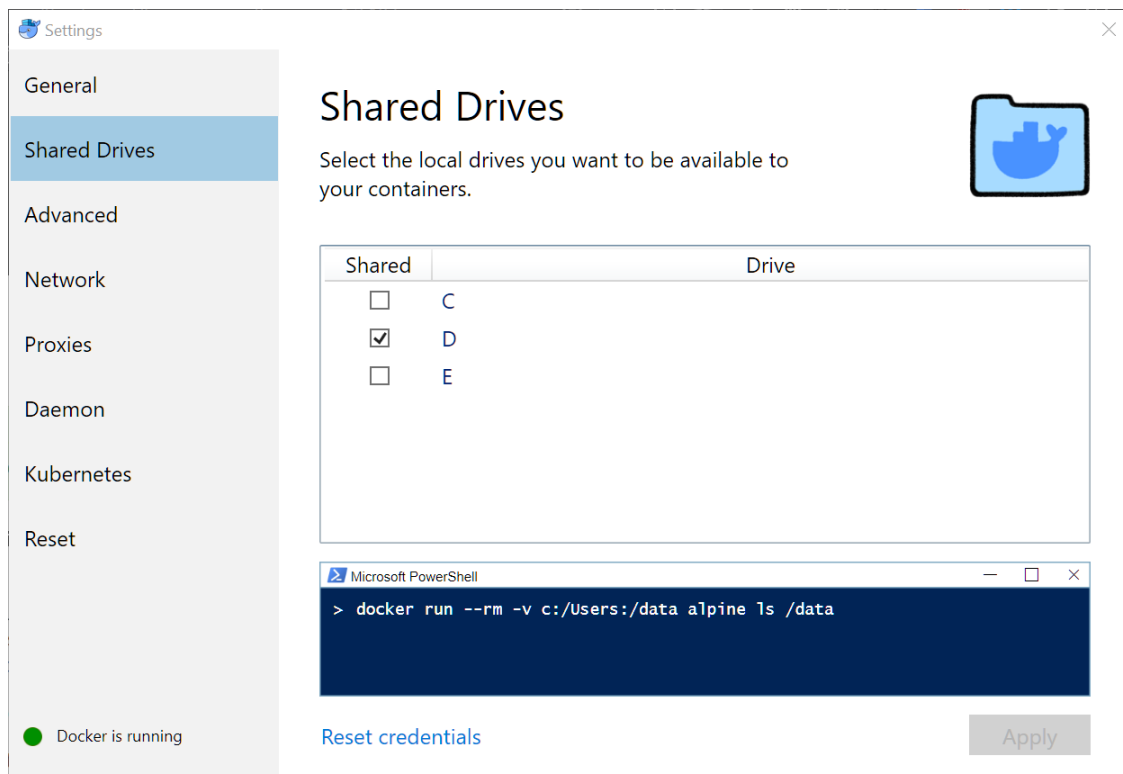 Settings
General
Shared Drives
Advanced
Network
Proxies
Daemon
Kubernetes
Reset
Docker is running
Shared Drives
Select the local drives you want to be available to
your containers.
Shared Drive
C
D
E
Microsoft PowerShell
> docker run --rm -v c:/Users:/data alpine ls /data
Reset credentials
Apply